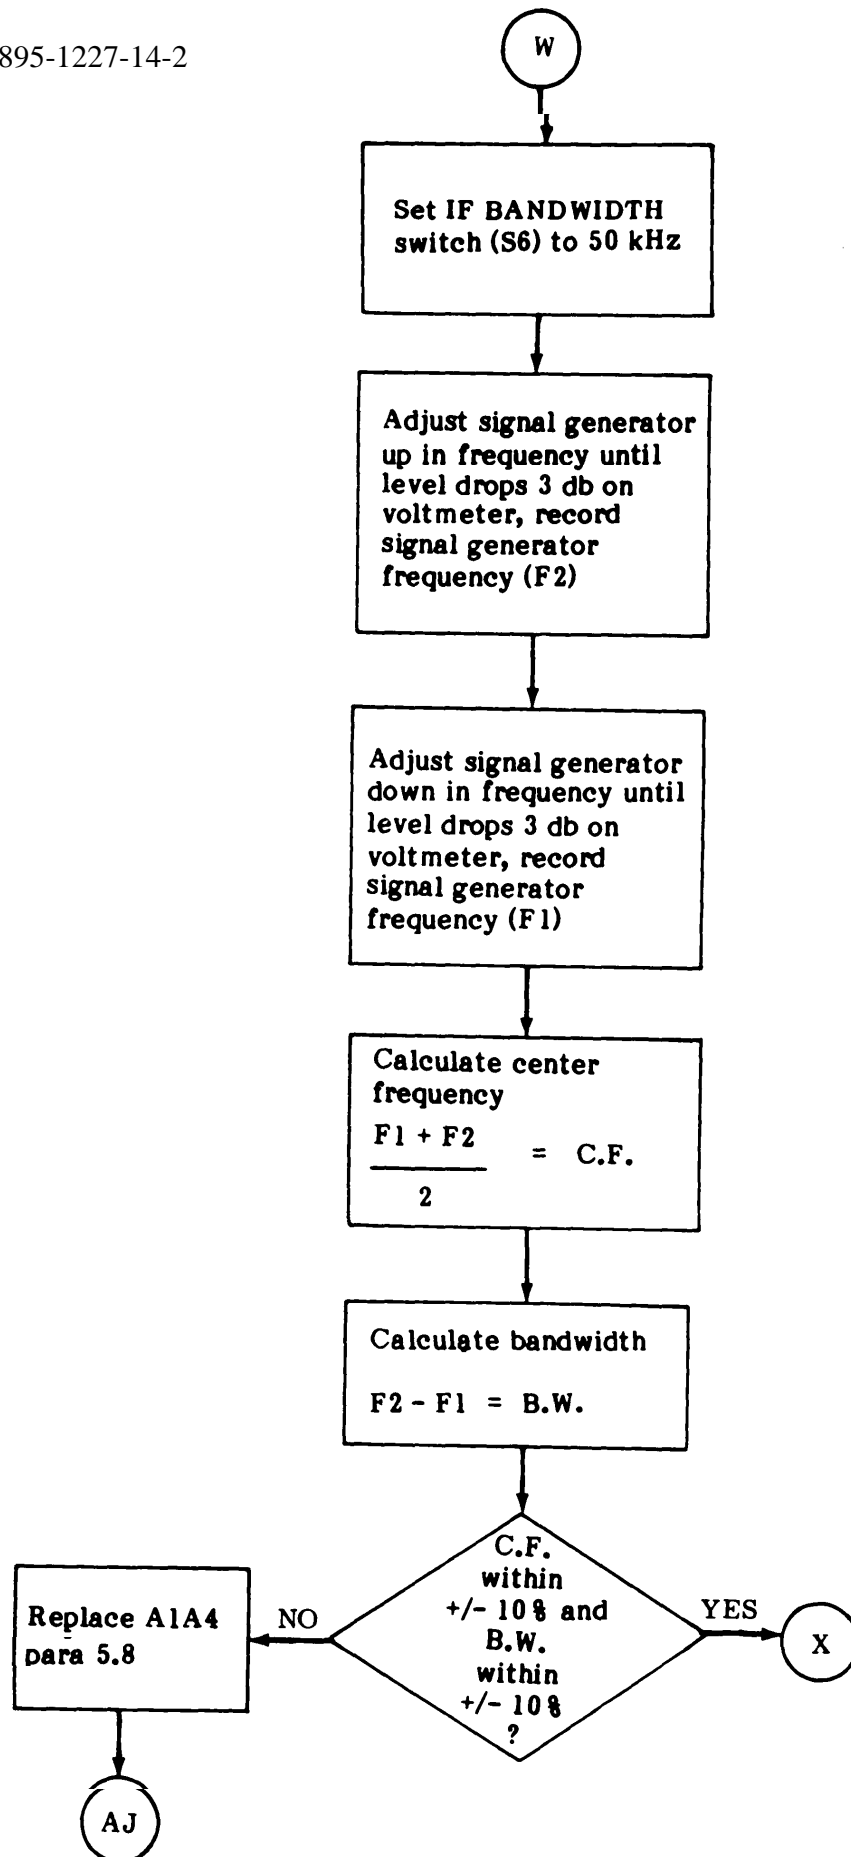 895-1227-14-2
W
Set IF BANDWIDTH
switch (S6) to 50 kHz
Adjust signal generator
up in frequency until
level drops 3 db on
voltmeter, record
signal generator
frequency (F2)
Adjust signal generator
down in frequency until
level drops 3 db on
voltmeter, record
signal generator
frequency (F1)
Calculate center
frequency
F1 + F2
= C.F.
2
Calculate bandwidth
F2 - F1 = B.W.
C.F.
within
+/- 10% and
B.W.
within
+/- 10%
?
NO
YES
Replace A1A4
para 5.8
X
AJ